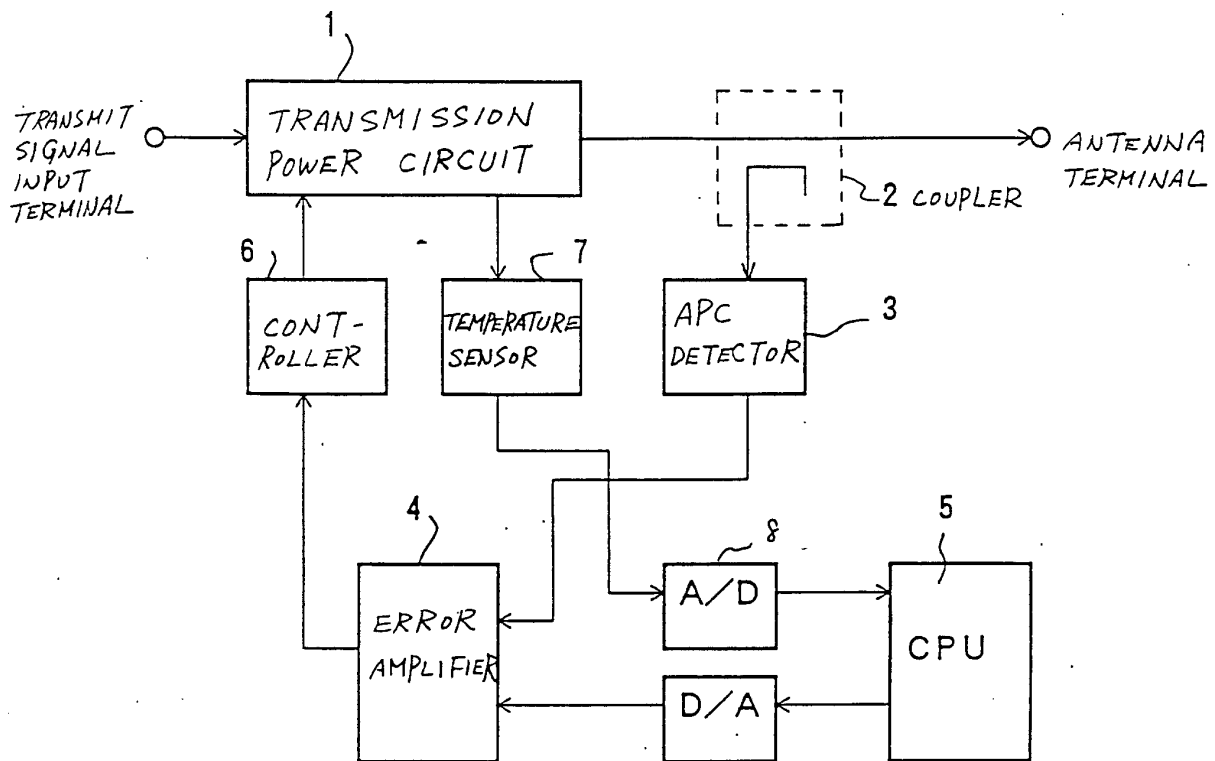 1
TRANSMISSION
POWER CIRCUIT
TRANSMIT
SIGNAL
INPUT
TERMINAL
ANTENNA
TERMINAL
2 COUPLER
6
CONT-
ROLLER
7
TEMPERATURE
SENSOR
APC
DETECTOR
3
4
ERROR
AMPLIFIER
8
A/D
D/A
5
CPU